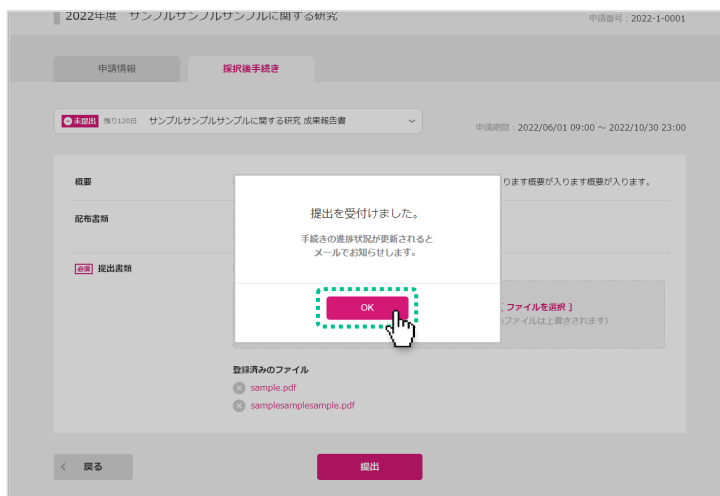 2022年度　サンプルサンプルサンプルに関する研究
申請番号：2022-1-0001
申請情報
採択後手続き
未提出 残り120日 サンプルサンプルサンプルに関する研究 成果報告書
申請期間：2022/06/01 09:00 ～ 2022/10/30 23:00
概要
ります概要が入ります概要が入ります。
配布書類
提出を受付けました。
手続きの進捗状況が更新されると
メールでお知らせします。
必須 提出書類
OK
[ ファイルを選択 ]
ファイルは上書きされます)
登録済みのファイル
sample.pdf
samplesamplesample.pdf
戻る
提出